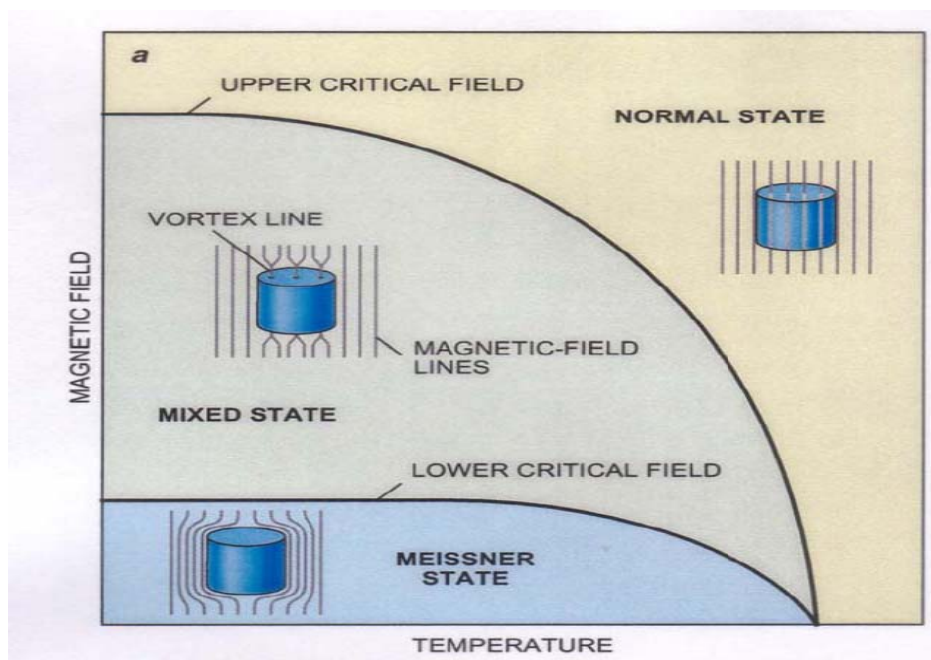 a
UPPER CRITICAL FIELD
NORMAL STATE
VORTEX LINE
MAGNETIC FIELD
MAGNETIC-FIELD
LINES
MIXED STATE
LOWER CRITICAL FIELD
MEISSNER
STATE
TEMPERATURE